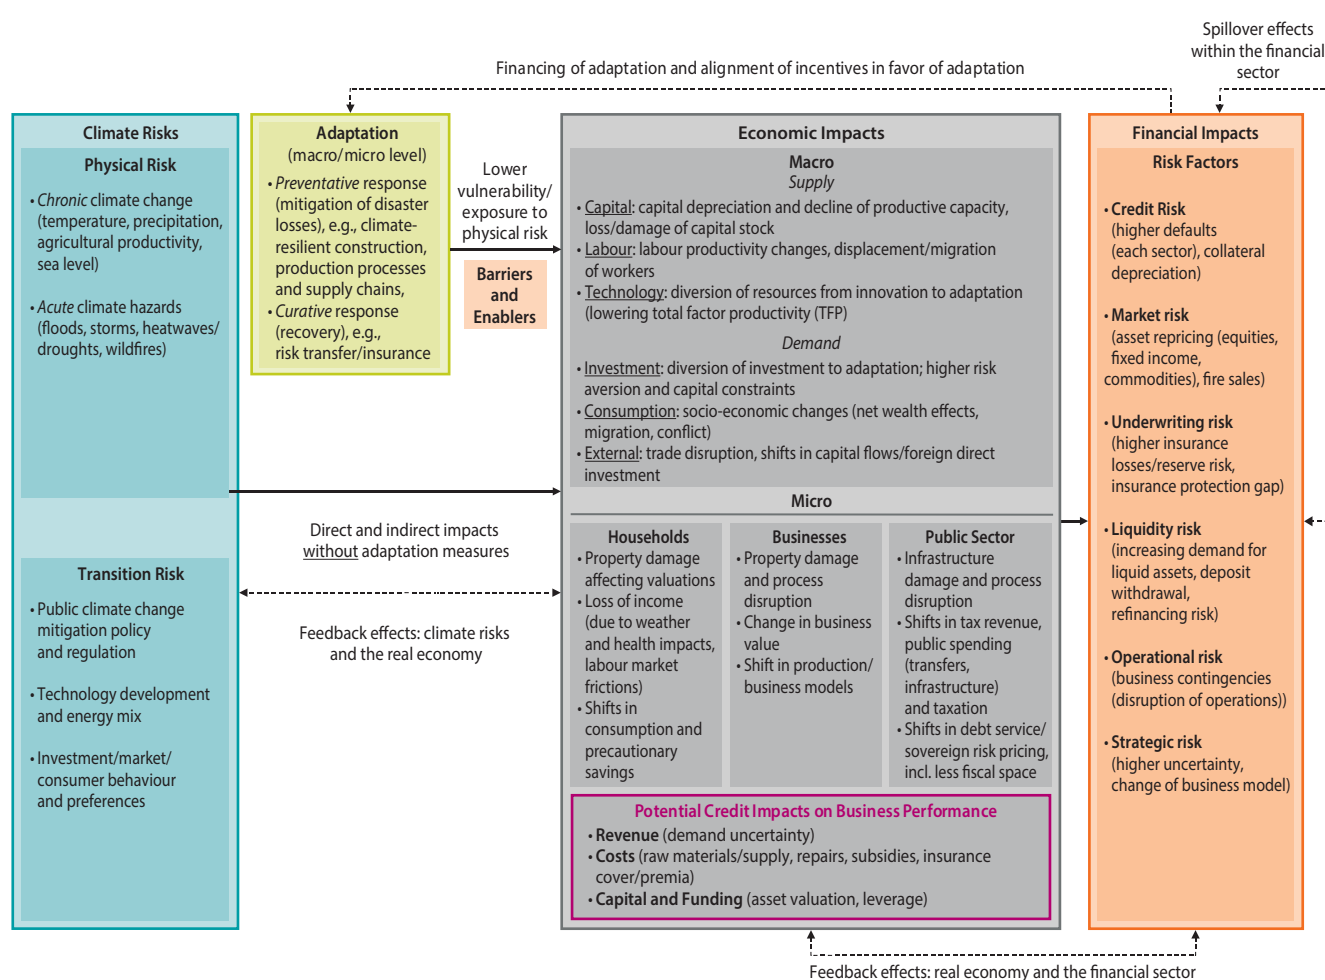 Spillover effects
within the financial
sector
Financing of adaptation and alignment of incentives in favor of adaptation
Climate Risks
Physical Risk
• Chronic climate change
(temperature, precipitation,
agricultural productivity,
sea level)
• Acute climate hazards
(floods, storms, heatwaves/
droughts, wildfires)
Transition Risk
• Public climate change
mitigation policy
and regulation
• Technology development
and energy mix
• Investment/market/
consumer behaviour
and preferences
Adaptation
(macro/micro level)
• Preventative response
(mitigation of disaster
losses), e.g., climate-
resilient construction,
production processes
and supply chains,
• Curative response
(recovery), e.g.,
risk transfer/insurance
Lower
vulnerability/
exposure to
physical risk
Barriers
and
Enablers
Direct and indirect impacts
without adaptation measures
Feedback effects: climate risks
and the real economy
Economic Impacts
Macro
Supply
• Capital: capital depreciation and decline of productive capacity,
loss/damage of capital stock
• Labour: labour productivity changes, displacement/migration
of workers
• Technology: diversion of resources from innovation to adaptation
(lowering total factor productivity (TFP)
Demand
• Investment: diversion of investment to adaptation; higher risk
aversion and capital constraints
• Consumption: socio-economic changes (net wealth effects,
migration, conflict)
• External: trade disruption, shifts in capital flows/foreign direct
investment
Micro
Households
• Property damage
affecting valuations
• Loss of income
(due to weather
and health impacts,
labour market
frictions)
• Shifts in
consumption and
precautionary
savings
Businesses
• Property damage
and process
disruption
• Change in business
value
• Shift in production/
business models
Public Sector
• Infrastructure
damage and process
disruption
• Shifts in tax revenue,
public spending
(transfers,
infrastructure)
and taxation
• Shifts in debt service/
sovereign risk pricing,
incl. less fiscal space
Potential Credit Impacts on Business Performance
• Revenue (demand uncertainty)
• Costs (raw materials/supply, repairs, subsidies, insurance
cover/premia)
• Capital and Funding (asset valuation, leverage)
Financial Impacts
Risk Factors
• Credit Risk
(higher defaults
(each sector), collateral
depreciation)
• Market risk
(asset repricing (equities,
fixed income,
commodities), fire sales)
• Underwriting risk
(higher insurance
losses/reserve risk,
insurance protection gap)
• Liquidity risk
(increasing demand for
liquid assets, deposit
withdrawal,
refinancing risk)
• Operational risk
(business contingencies
(disruption of operations))
• Strategic risk
(higher uncertainty,
change of business model)
Feedback effects: real economy and the financial sector